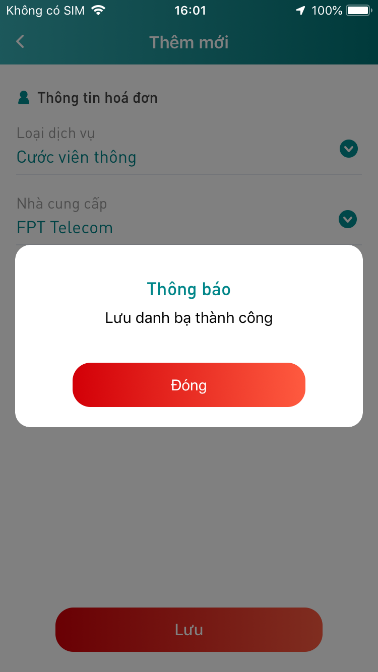 Không có SIM 16:01 100%
Thêm mới
Thông tin hoá đơn
Loại dịch vụ
Cước viên thông
Nhà cung cấp
FPT Telecom
Thông báo
Lưu danh bạ thành công
Đóng
Lưu